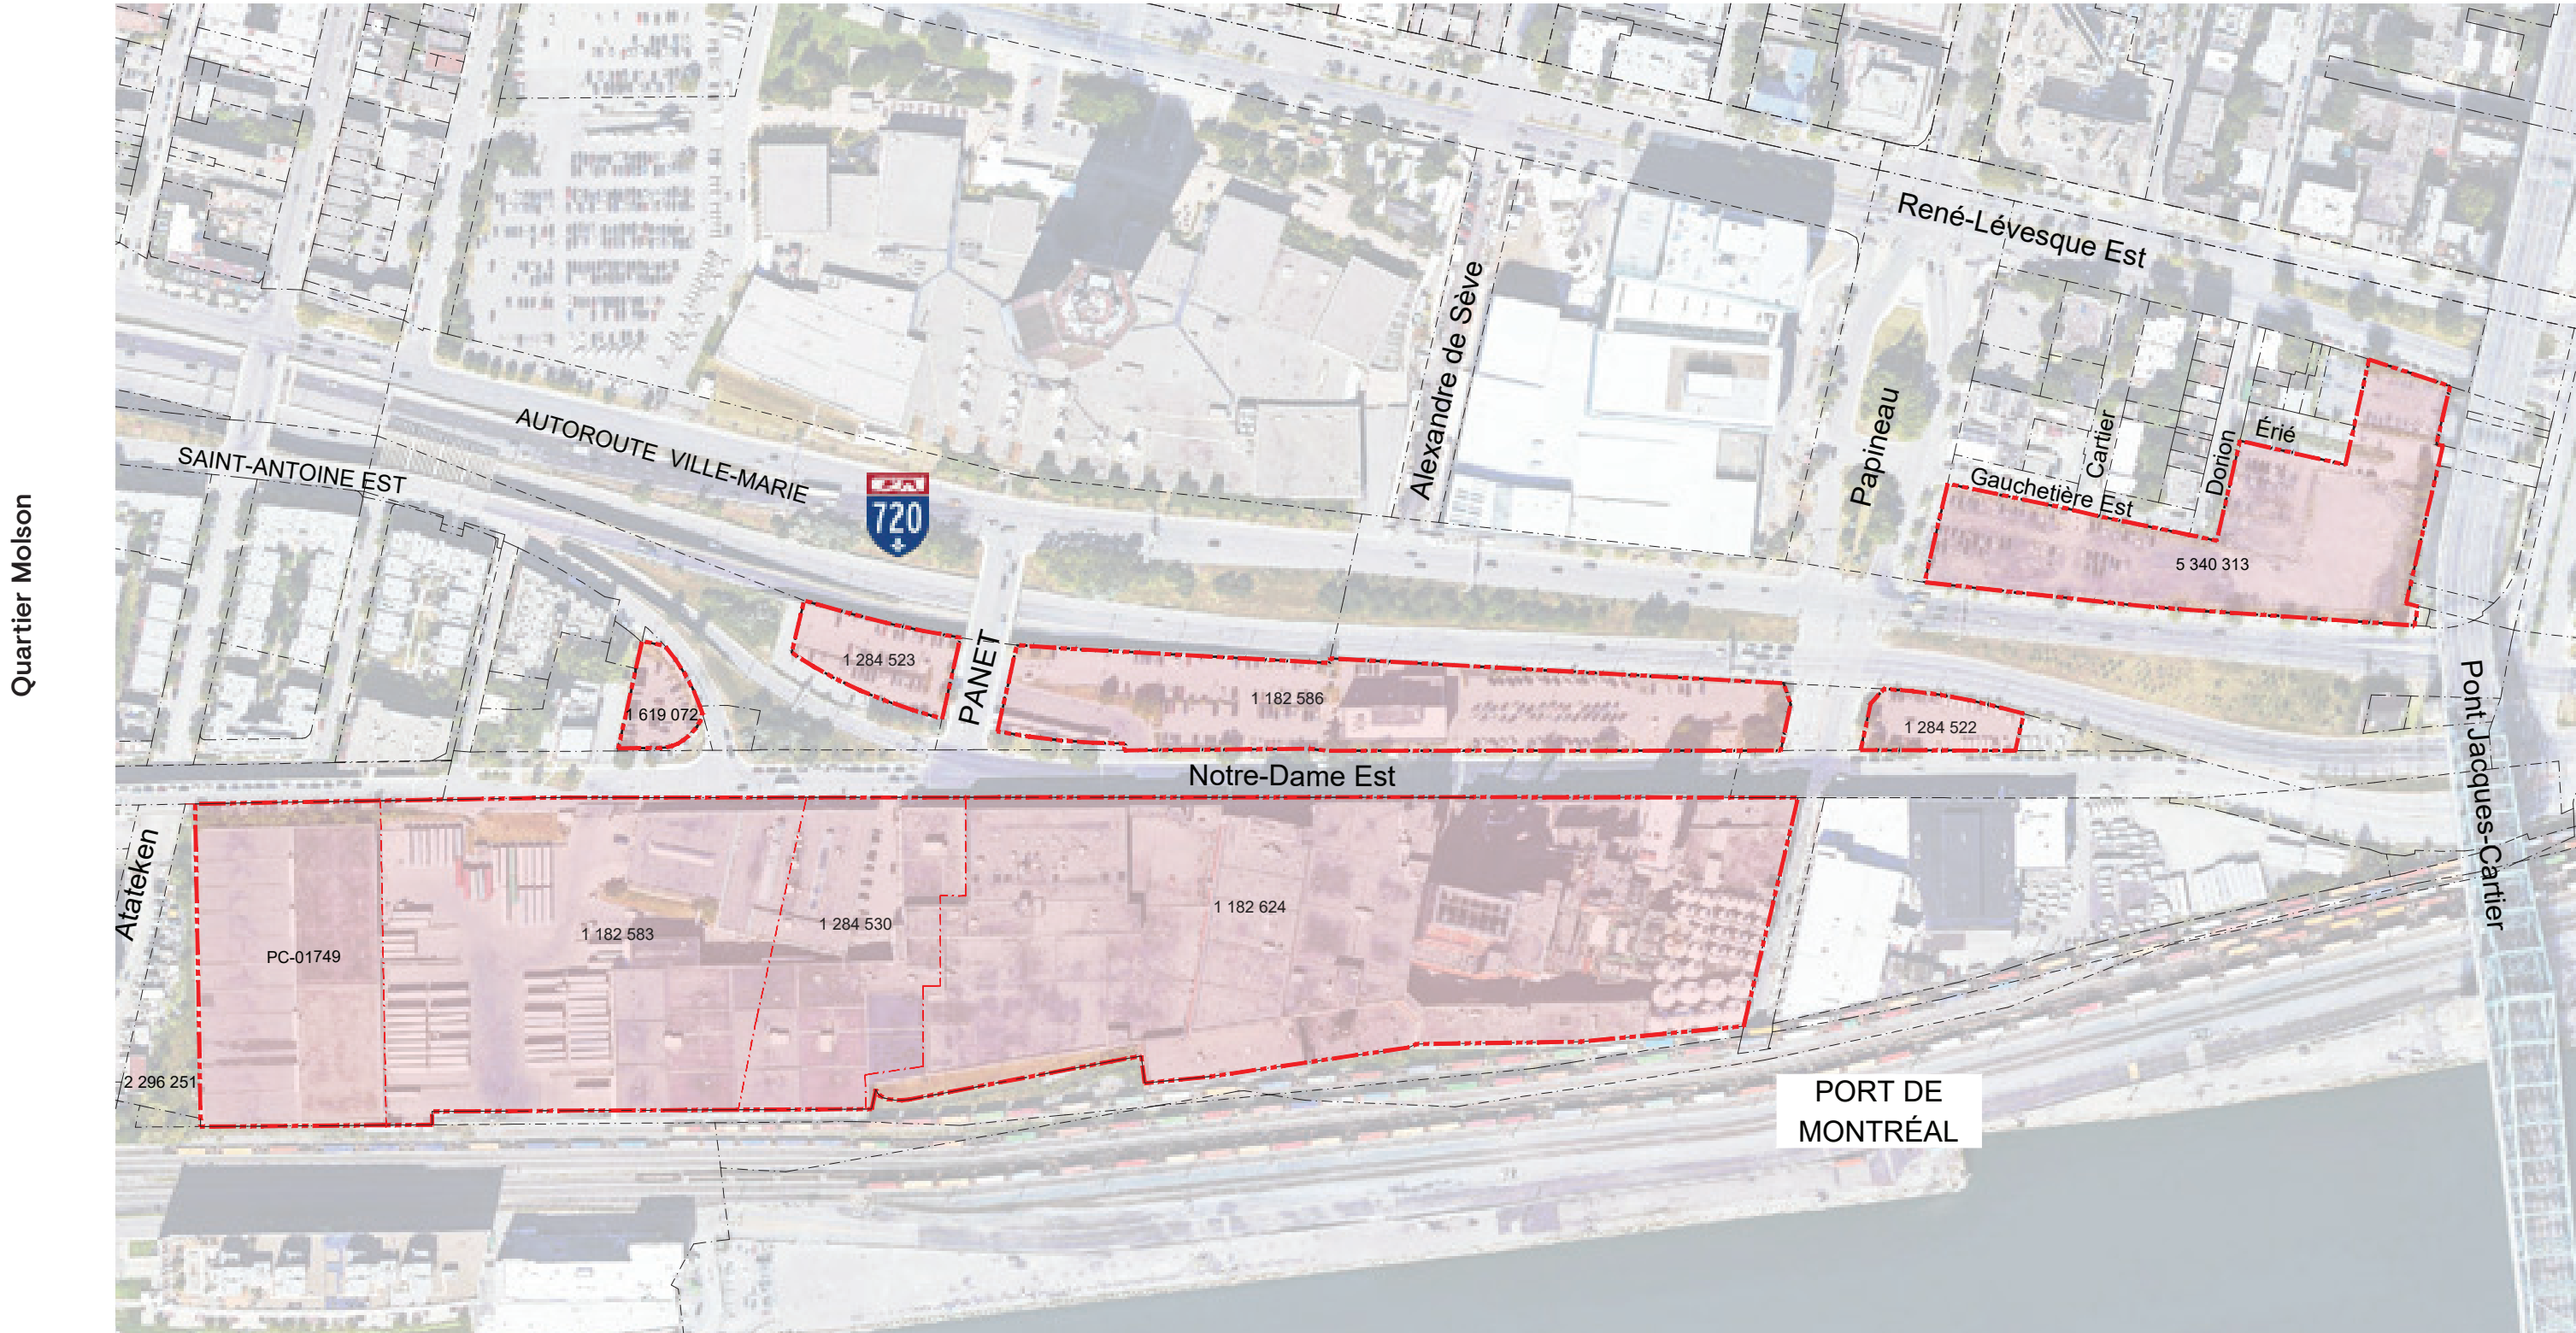 Quartier Molson
René-Lévesque Est
Alexandre de Sève
Papineau
Cartier
Dorion
Érié
Gauchetière Est
5 340 313
AUTOROUTE VILLE-MARIE
SAINT-ANTOINE EST
720
1 284 523
PANET
1 619 072
1 182 586
1 284 522
Pont Jacques-Cartier
Notre-Dame Est
Atateken
PC-01749
1 182 583
1 284 530
1 182 624
2 296 251
PORT DE
MONTRÉAL